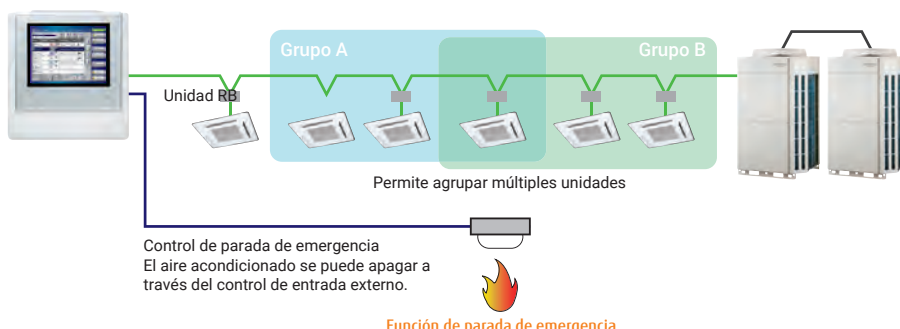 Grupo A
Grupo B
Unidad RB
Permite agrupar múltiples unidades
Control de parada de emergencia
El aire acondicionado se puede apagar a
través del control de entrada externo.
Función de parada de emergencia